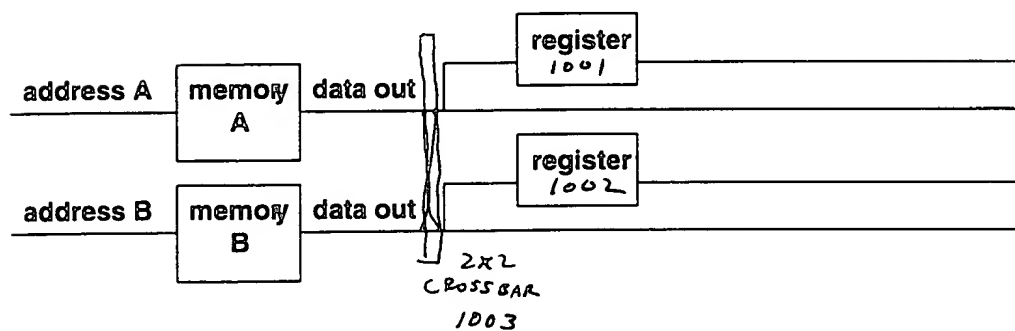 register
1001
address A
memory
A
data out
register
1002
address B
memory
B
data out
2x2
CROSSBAR
1003